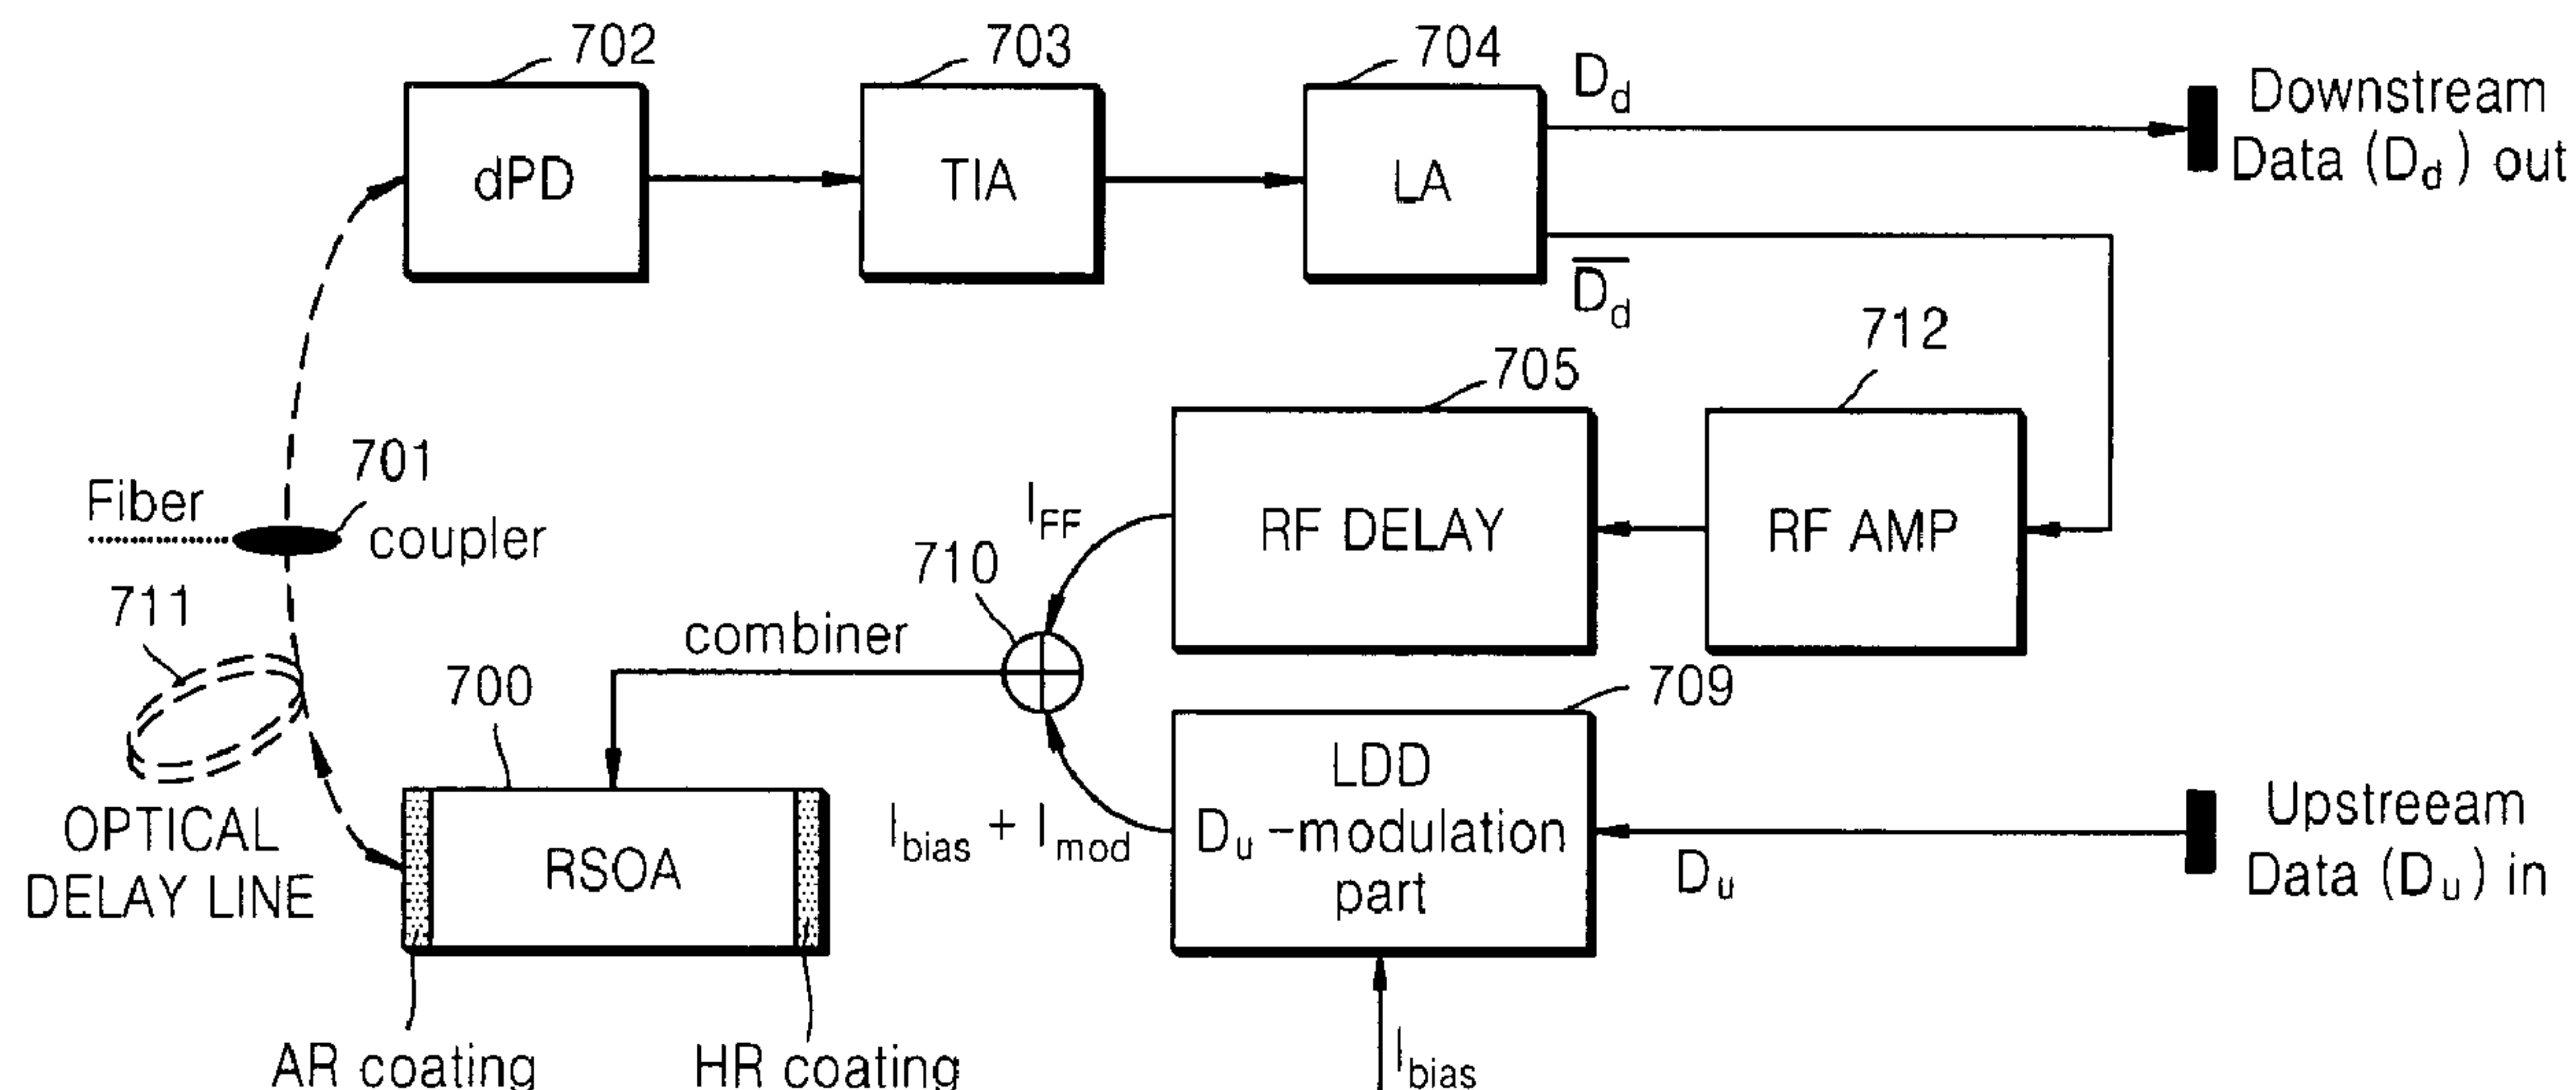 702
703
704
dPD
TIA
LA
D_d
Downstream
Data (D_d) out
D̅_d
712
705
RF DELAY
RF AMP
I_FF
Fiber
701
coupler
710
711
combiner
700
709
OPTICAL
DELAY LINE
RSOA
I_bias + I_mod
LDD
D_u -modulation
part
D_u
Upstreeam
Data (D_u) in
AR coating
HR coating
I_bias